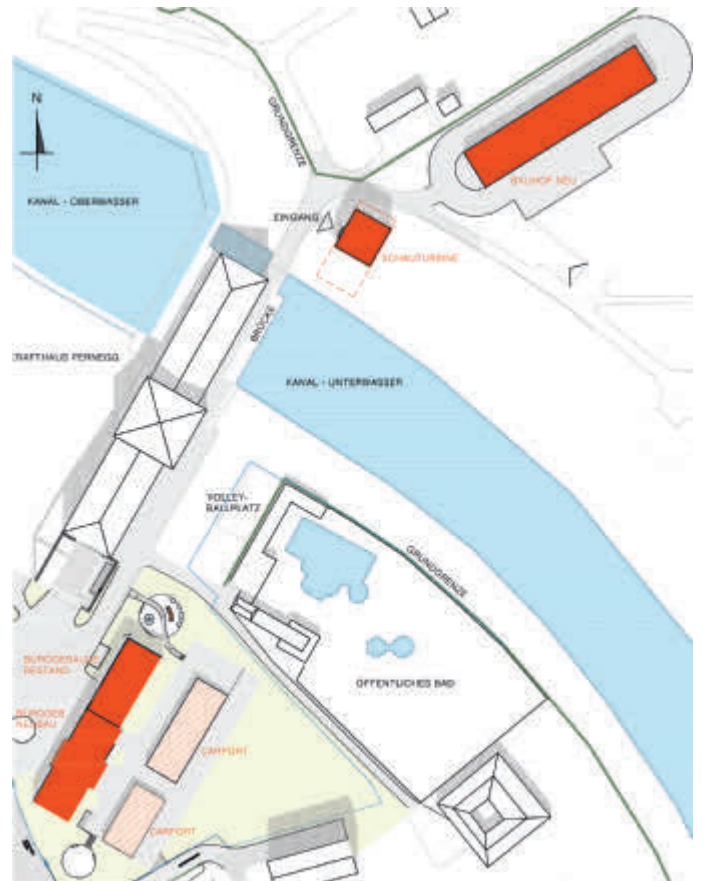 GRUNDGRENZE
N
BAUHOF NEU
KANAL - OBERWASSER
EINGANG
SCHAUTURBINE
BRÜCKE
KRAFTHAUS PERNEGG
KANAL - UNTERWASSER
VOLLEY-
BALLPLATZ
GRUNDGRENZE
BÜROGEBÄUDE
BESTAND
ÖFFENTLICHES BAD
BÜROGEB.
NEUBAU
CARPORT
CARPORT